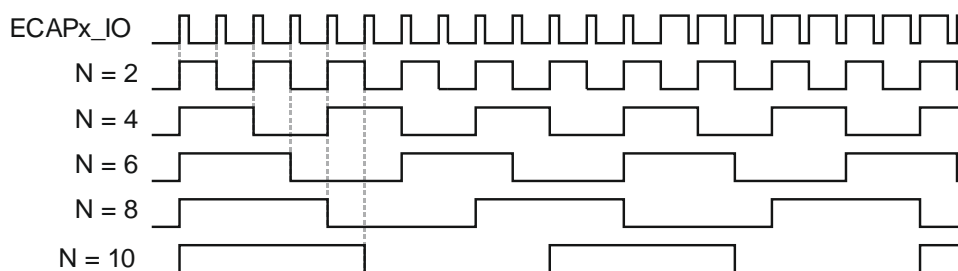 ECAPx_IO
N = 2
N = 4
N = 6
N = 8
N = 10